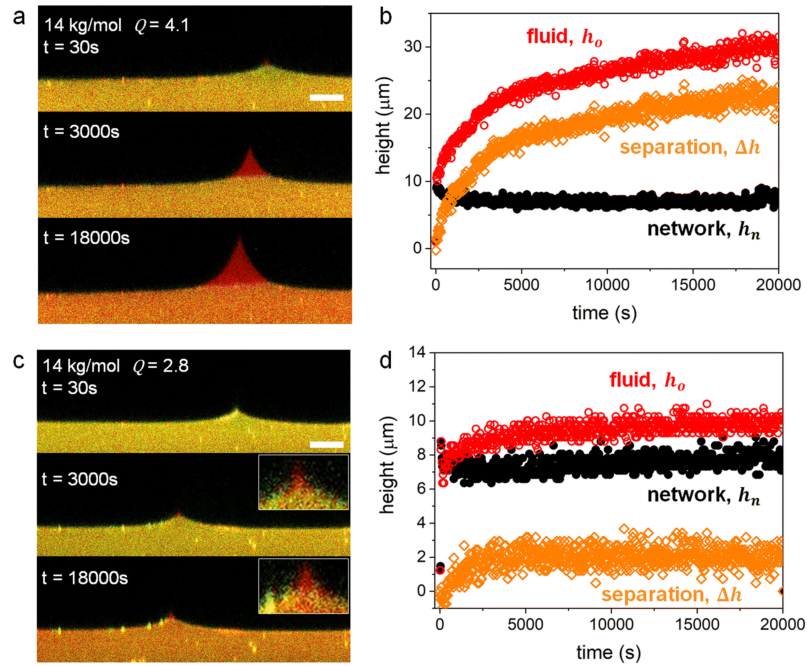 a
14 kg/mol Q = 4.1
t = 30s
t = 3000s
t = 18000s
b
height (μm)
30
20
10
0
fluid, hₒ
separation, Δh
network, hₙ
0 5000 10000 15000 20000
time (s)
c
14 kg/mol Q = 2.8
t = 30s
t = 3000s
t = 18000s
d
height (μm)
14
12
10
8
6
4
2
0
fluid, hₒ
network, hₙ
separation, Δh
0 5000 10000 15000 20000
time (s)